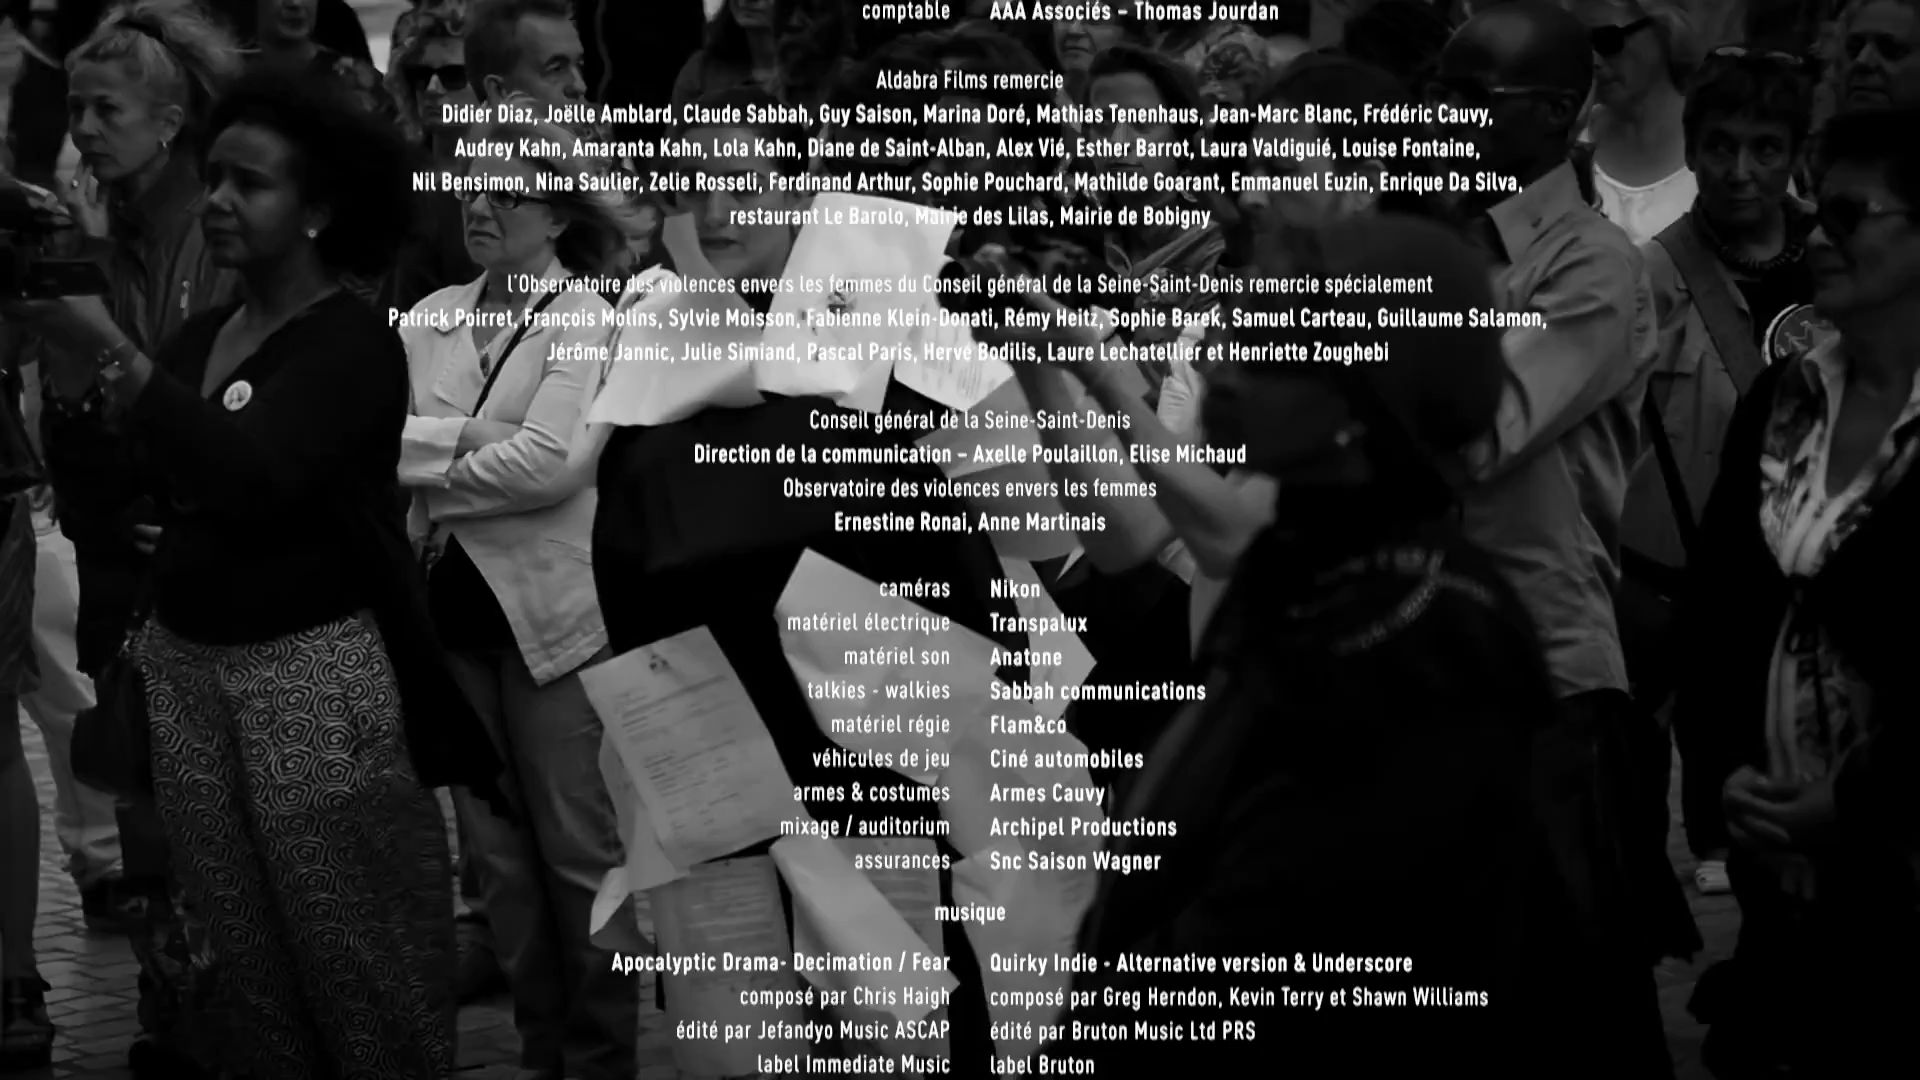 comptable AAA Associés – Thomas Jourdan
Aldabra Films remercie
Didier Diaz, Joëlle Amblard, Claude Sabbah, Guy Saison, Marina Doré, Mathias Tenenhaus, Jean-Marc Blanc, Frédéric Cauvy,
Audrey Kahn, Amaranta Kahn, Lola Kahn, Diane de Saint-Alban, Alex Vié, Esther Barrot, Laura Valdiguié, Louise Fontaine,
Nil Bensimon, Nina Saulier, Zelie Rosseli, Ferdinand Arthur, Sophie Pouchard, Mathilde Goarant, Emmanuel Euzin, Enrique Da Silva,
restaurant Le Barolo, Mairie des Lilas, Mairie de Bobigny
l'Observatoire des violences envers les femmes du Conseil général de la Seine-Saint-Denis remercie spécialement
Patrick Poirret, François Molins, Sylvie Moisson, Fabienne Klein-Donati, Rémy Heitz, Sophie Barek, Samuel Carteau, Guillaume Salamon,
Jérôme Jannic, Julie Simiand, Pascal Paris, Hervé Bodilis, Laure Lechatellier et Henriette Zoughebi
Conseil général de la Seine-Saint-Denis
Direction de la communication – Axelle Poulaillon, Elise Michaud
Observatoire des violences envers les femmes
Ernestine Ronai, Anne Martinais
caméras Nikon
matériel électrique Transpalux
matériel son Anatone
talkies - walkies Sabbah communications
matériel régie Flam&co
véhicules de jeu Ciné automobiles
armes & costumes Armes Cauvy
mixage / auditorium Archipel Productions
assurances Snc Saison Wagner
musique
Apocalyptic Drama- Decimation / Fear Quirky Indie - Alternative version & Underscore
composé par Chris Haigh composé par Greg Herndon, Kevin Terry et Shawn Williams
édité par Jefandyo Music ASCAP édité par Bruton Music Ltd PRS
label Immediate Music label Bruton